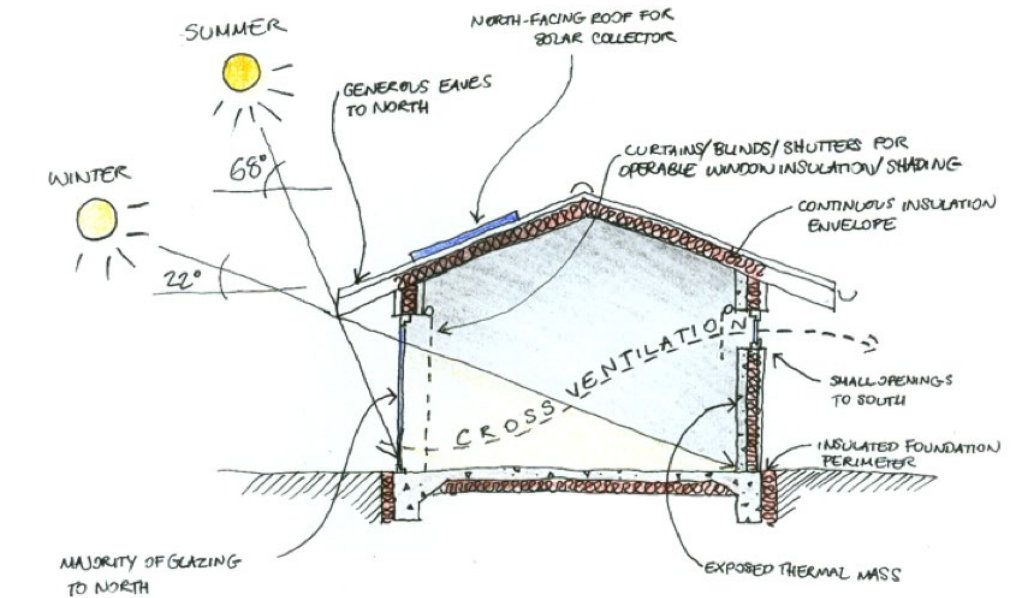 SUMMER
NORTH-FACING ROOF FOR
SOLAR COLLECTOR
GENEROUS EAVES
TO NORTH
68°
CURTAINS/BLINDS/SHUTTERS FOR
OPERABLE WINDOW INSULATION/SHADING
WINTER
CONTINUOUS INSULATION
ENVELOPE
22°
CROSS VENTILATION
SMALL OPENINGS
TO SOUTH
INSULATED FOUNDATION
PERIMETER
MAJORITY OF GLAZING
TO NORTH
EXPOSED THERMAL MASS